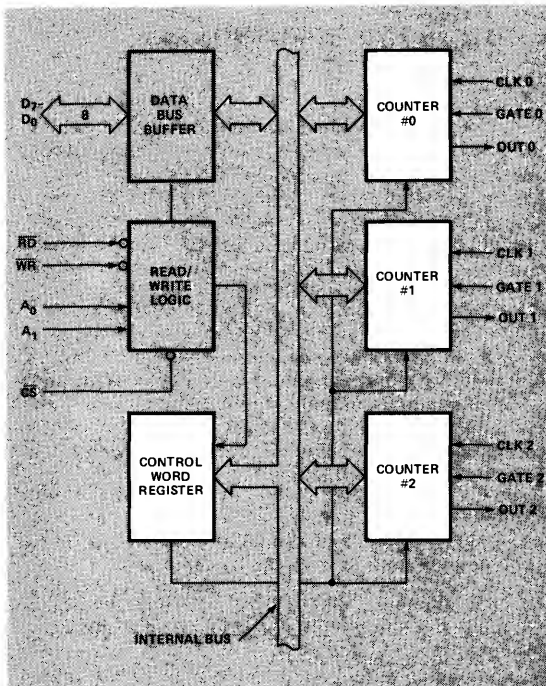 DATA
BUS
BUFFER
D7–
D0
8
READ/
WRITE
LOGIC
RD
WR
A0
A1
CS
CONTROL
WORD
REGISTER
INTERNAL BUS
COUNTER
#0
CLK 0
GATE 0
OUT 0
COUNTER
#1
CLK 1
GATE 1
OUT 1
COUNTER
#2
CLK 2
GATE 2
OUT 2